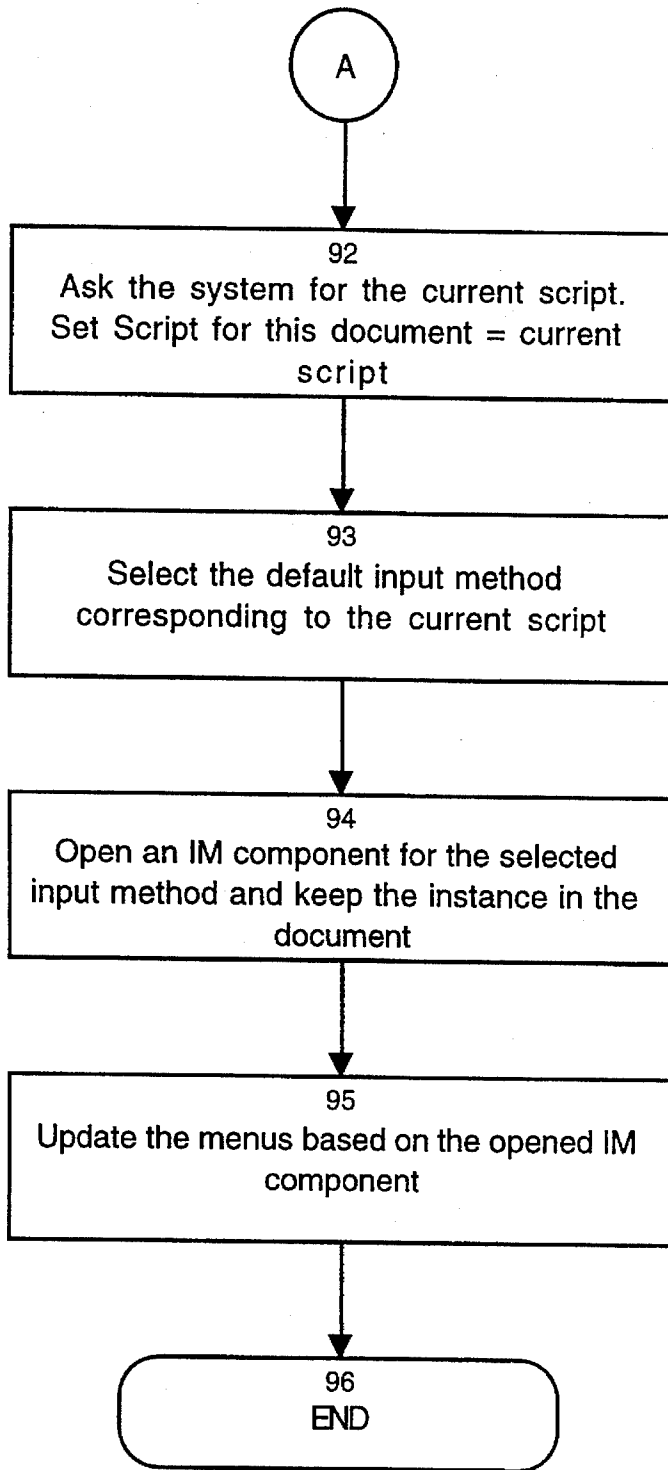 A
92
Ask the system for the current script.
Set Script for this document = current
script
93
Select the default input method
corresponding to the current script
94
Open an IM component for the selected
input method and keep the instance in the
document
95
Update the menus based on the opened IM
component
96
END